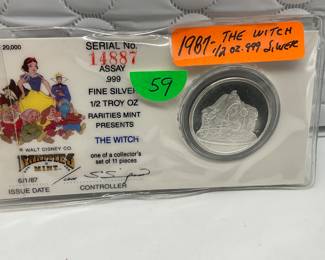 20,000
SERIAL No.
14887
ASSAY
.999
FINE SILVER
1/2 TROY OZ
RARITIES MINT
PRESENTS
THE WITCH
one of a collector's
set of 11 pieces
© WALT DISNEY CO.
RARITIES
MINT
6/1/87
ISSUE DATE
CONTROLLER
59
1987- THE WITCH
1/2 OZ .999 SILVER